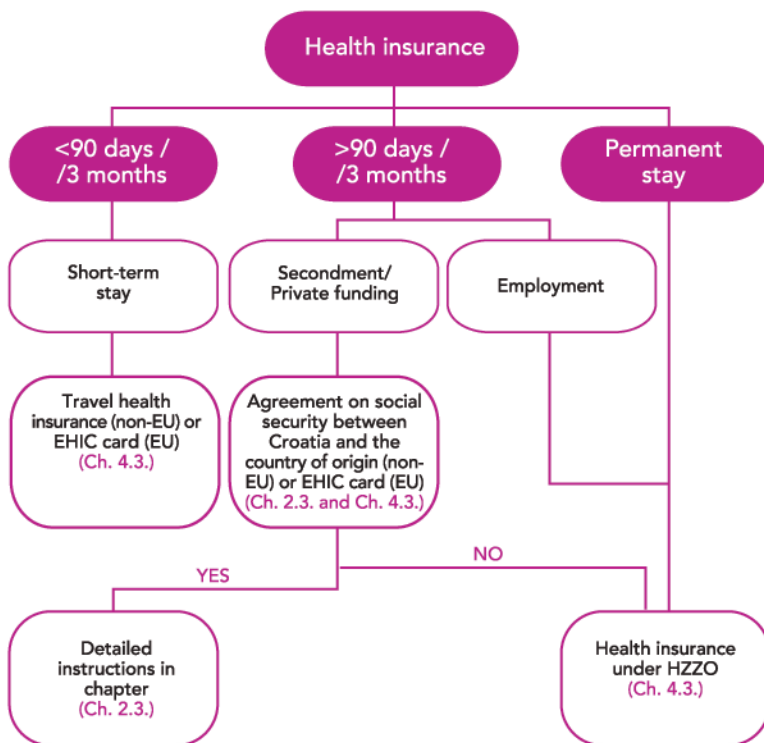 Health insurance
<90 days /
/3 months
>90 days /
/3 months
Permanent
stay
Short-term
stay
Secondment/
Private funding
Employment
Travel health
insurance (non-EU) or
EHIC card (EU)
(Ch. 4.3.)
Agreement on social
security between
Croatia and the
country of origin (non-
EU) or EHIC card (EU)
(Ch. 2.3. and Ch. 4.3.)
YES
NO
Detailed
instructions in
chapter
(Ch. 2.3.)
Health insurance
under HZZO
(Ch. 4.3.)